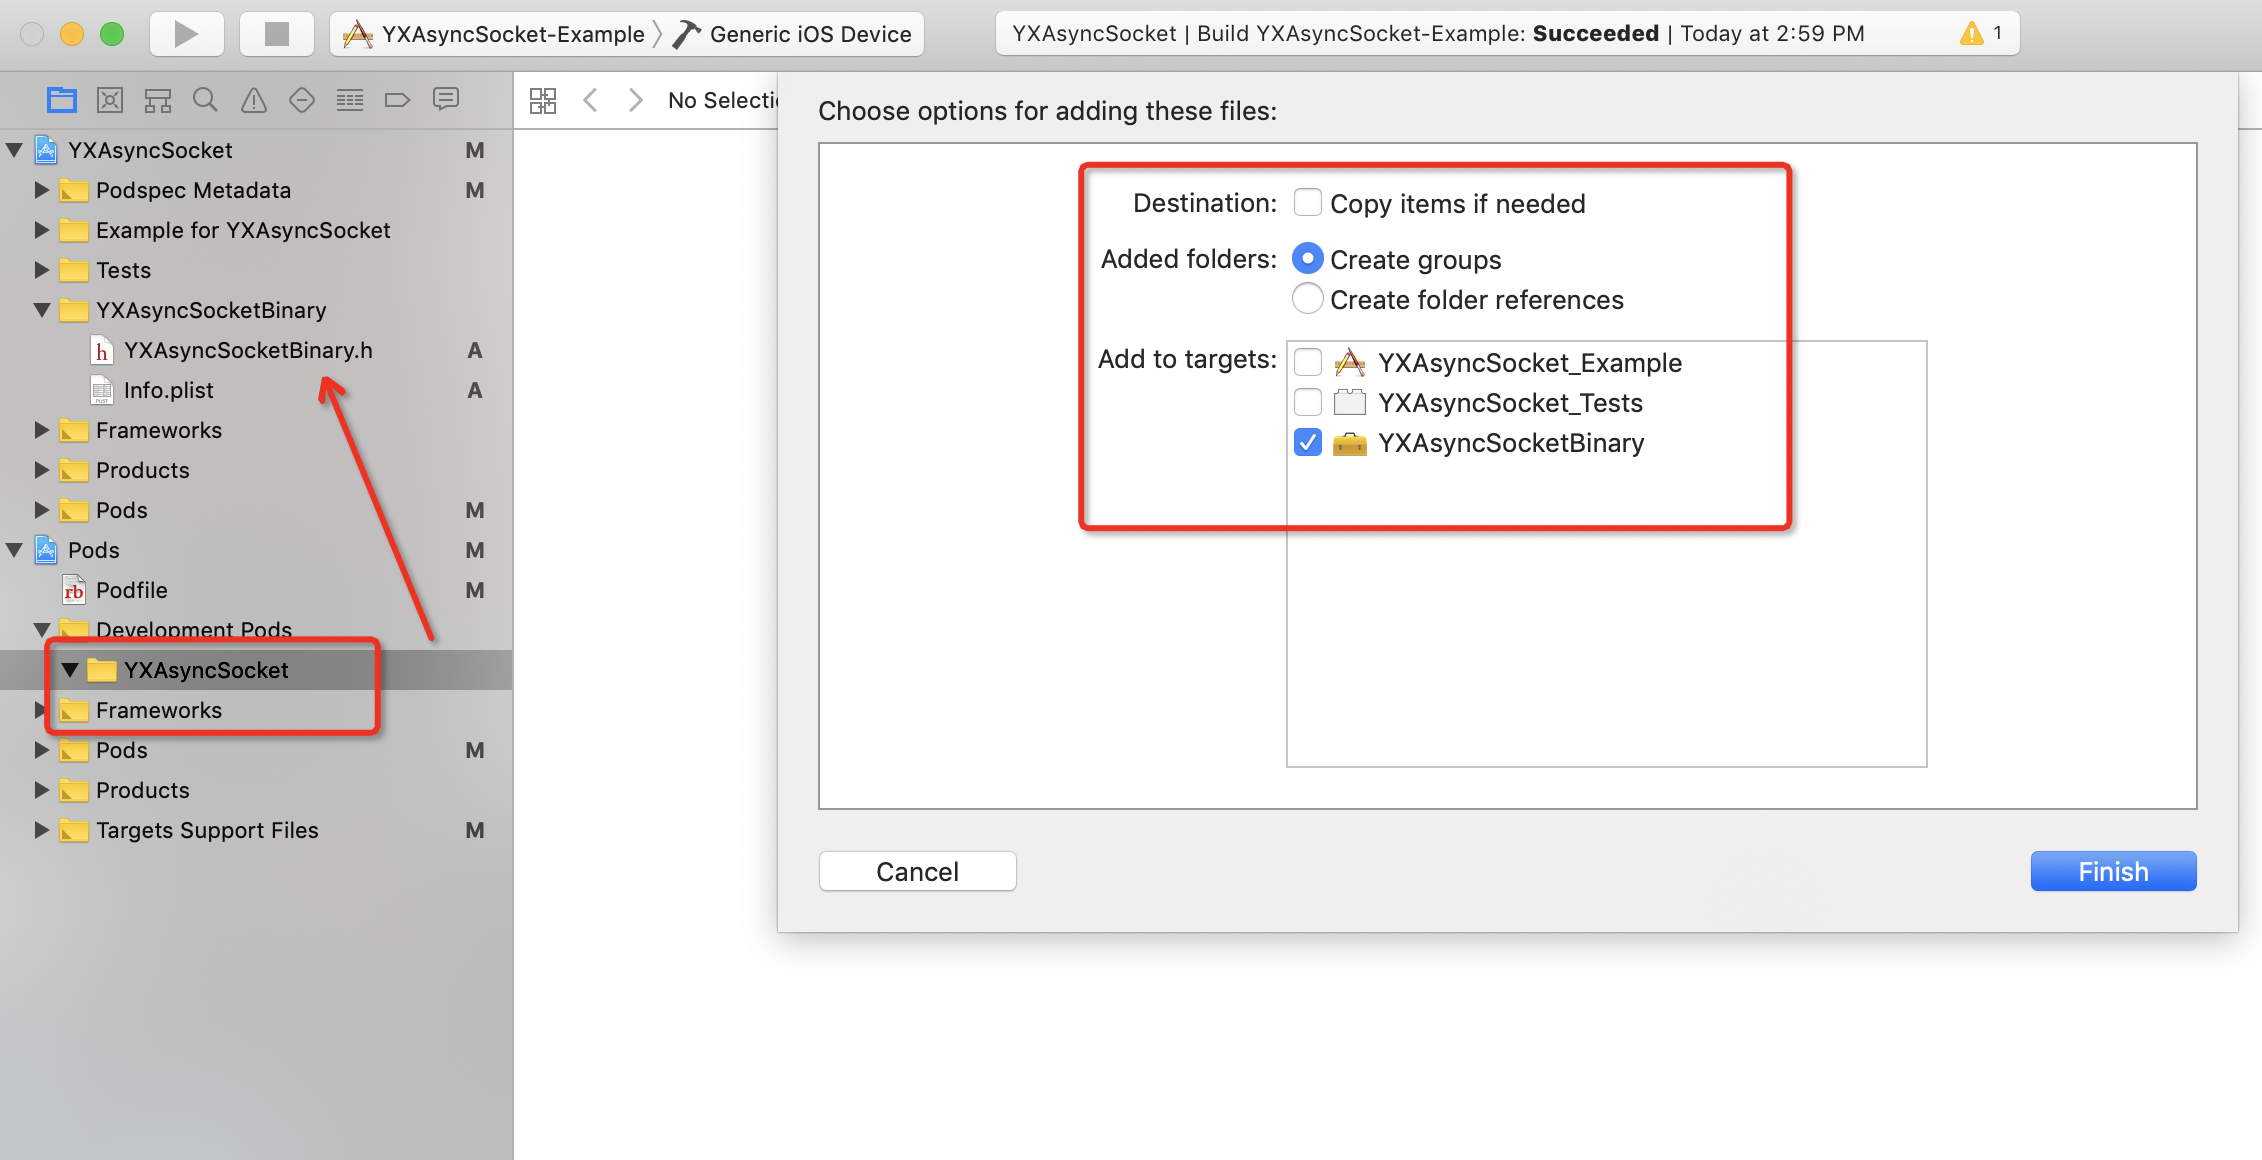 YXAsyncSocket-Example Generic iOS Device
YXAsyncSocket | Build YXAsyncSocket-Example: Succeeded | Today at 2:59 PM 1
No Selectio
YXAsyncSocket M
Podspec Metadata M
Example for YXAsyncSocket
Tests
YXAsyncSocketBinary
h YXAsyncSocketBinary.h A
Info.plist A
Frameworks
Products
Pods M
Pods M
rb Podfile M
Development Pods
YXAsyncSocket
Frameworks
Pods M
Products
Targets Support Files M
Choose options for adding these files:
Destination: Copy items if needed
Added folders: Create groups
Create folder references
Add to targets: YXAsyncSocket_Example
YXAsyncSocket_Tests
YXAsyncSocketBinary
Cancel
Finish